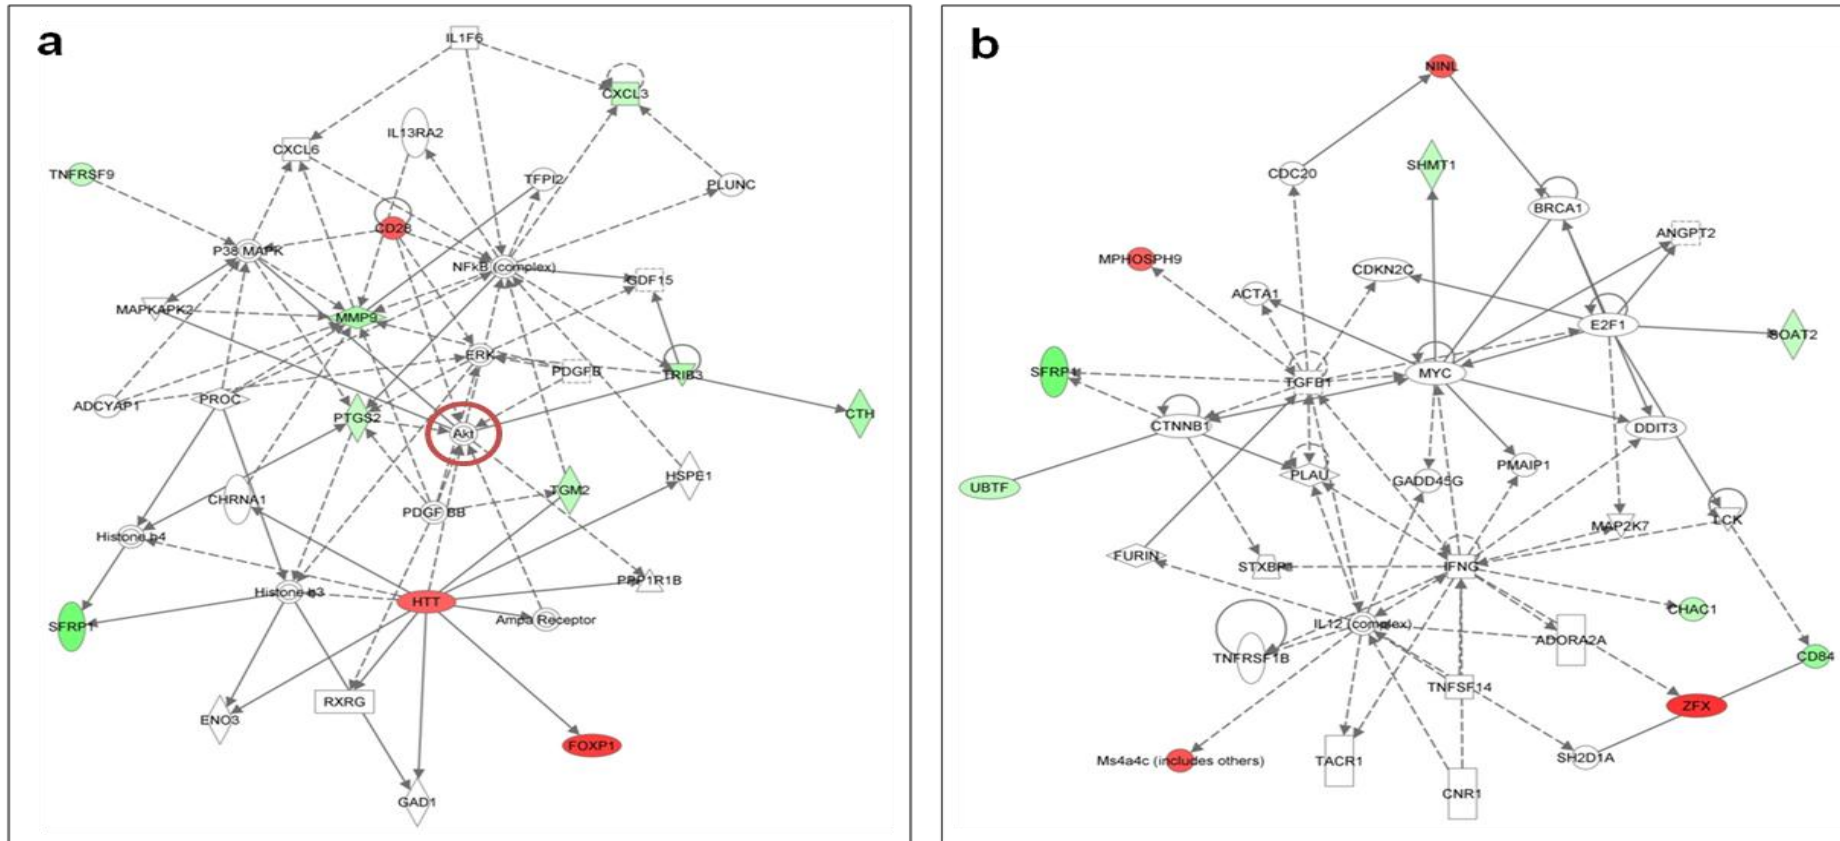 a
IL1F6
CXCL3
IL13RA2
CXCL6
TNFRSF9
TFPI2
PLUNC
CD28
P38 MAPK
NFkB (complex)
GDF15
MAPKAPK2
MMP9
ERK
PDGFB
TRIB3
ADCYAP1
PROC
PTGS2
CTH
Akt
HSPE1
CHRNA1
TGM2
PDGF BB
Histone h4
PPP1R1B
Histone h3
HTT
Ampa Receptor
SFRP1
RXRG
ENO3
FOXP1
GAD1
b
NINL
SHMT1
CDC20
BRCA1
ANGPT2
MPHOSPH9
CDKN2C
ACTA1
E2F1
SOAT2
SFRP1
TGFB1
MYC
CTNNB1
DDIT3
PLAU
PMAIP1
GADD45G
UBTF
MAP2K7
LCK
FURIN
IFNG
CHAC1
IL12 (complex)
ADORA2A
TNFRSF1B
CD84
TNFSF14
ZFX
Ms4a4c (includes others)
TACR1
SH2D1A
CNR1